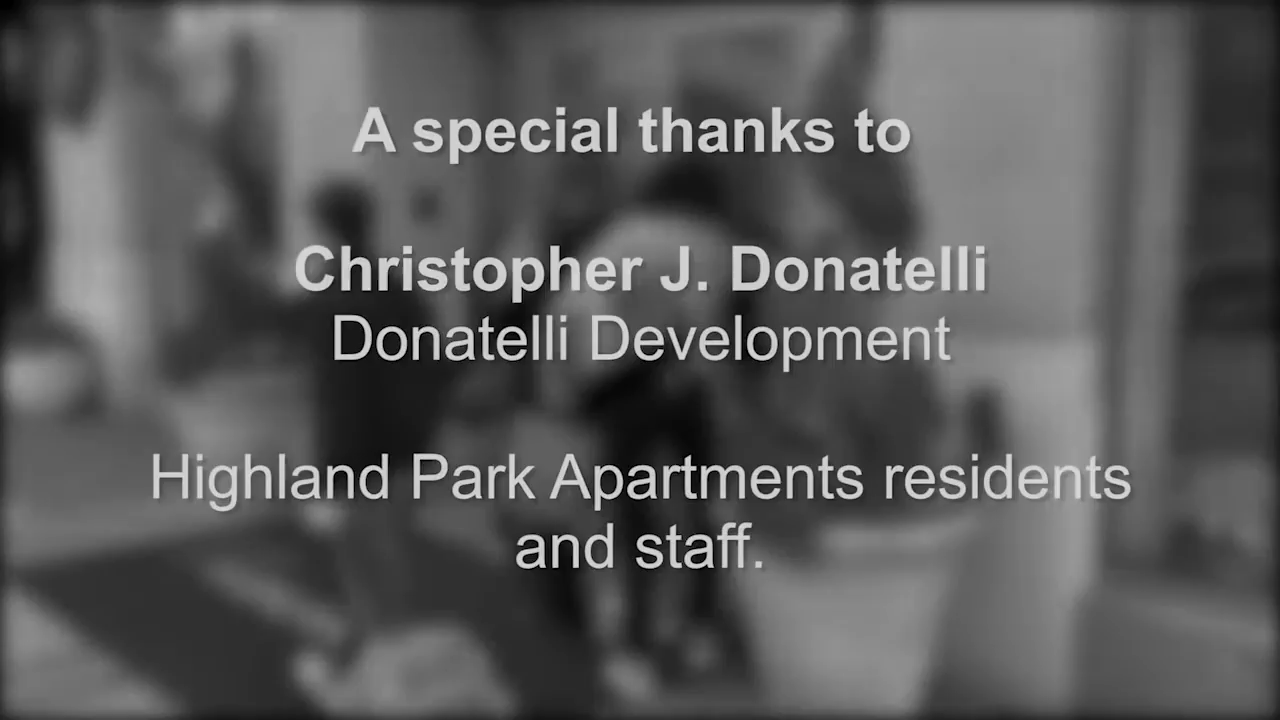 A special thanks to
Christopher J. Donatelli
Donatelli Development
Highland Park Apartments residents
and staff.